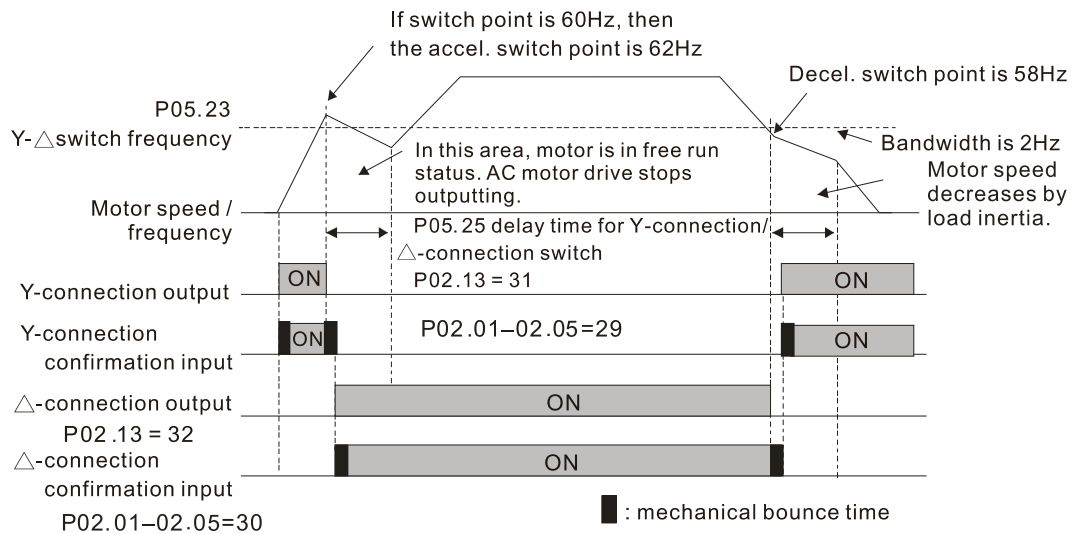 If switch point is 60Hz, then
the accel. switch point is 62Hz
Decel. switch point is 58Hz
P05.23
Y-△switch frequency
Bandwidth is 2Hz
In this area, motor is in free run
status. AC motor drive stops
outputting.
Motor speed
decreases by
load inertia.
Motor speed /
frequency
P05.25 delay time for Y-connection/
△-connection switch
P02.13 = 31
Y-connection output
ON
ON
Y-connection
confirmation input
ON
P02.01–02.05=29
ON
△-connection output
ON
P02.13 = 32
△-connection
confirmation input
ON
P02.01–02.05=30
: mechanical bounce time